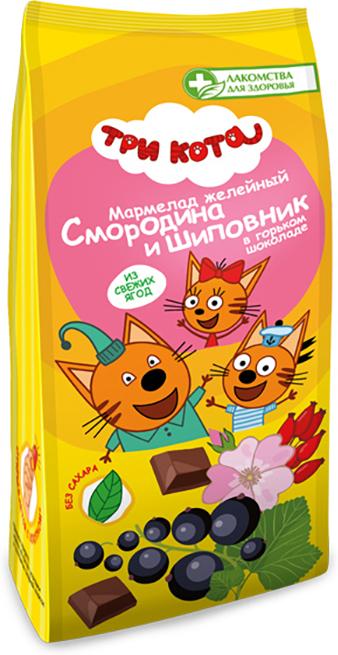 ЛАКОМСТВА
ДЛЯ ЗДОРОВЬЯ
ТРИ КОТА
Мармелад желейный
Смородина
и Шиповник
в горьком
шоколаде
ИЗ
СВЕЖИХ
ЯГОД
БЕЗ САХАРА